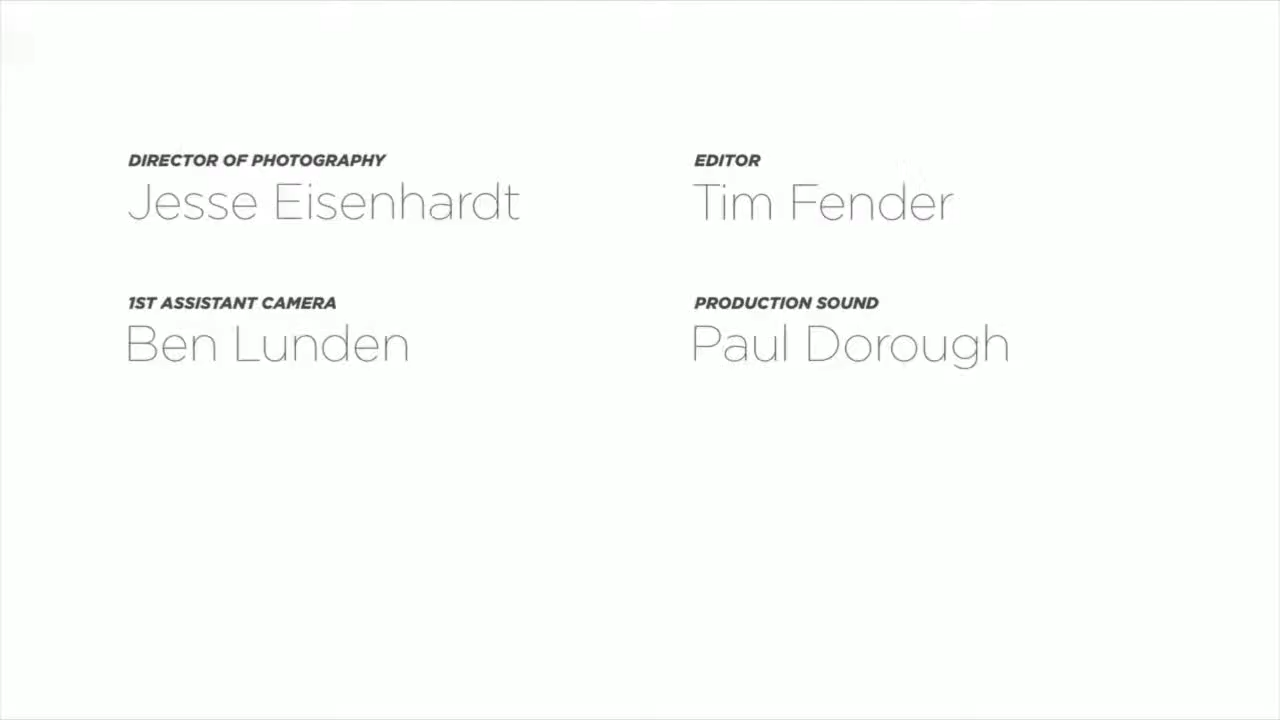 DIRECTOR OF PHOTOGRAPHY
Jesse Eisenhardt
EDITOR
Tim Fender
1ST ASSISTANT CAMERA
Ben Lunden
PRODUCTION SOUND
Paul Dorough